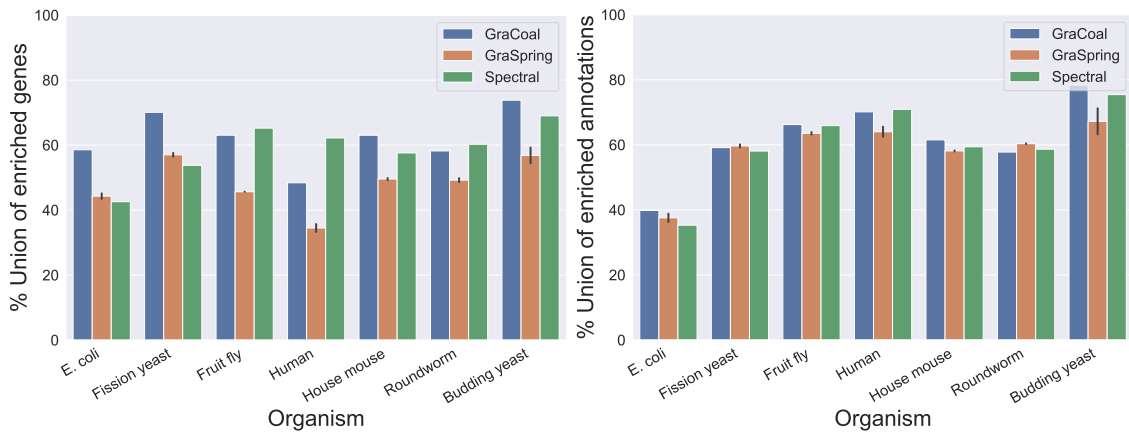 % Union of enriched genes
100
80
60
40
20
0
GraCoal
GraSpring
Spectral
E. coli
Fission yeast
Fruit fly
Human
House mouse
Roundworm
Budding yeast
Organism
% Union of enriched annotations
100
80
60
40
20
0
GraCoal
GraSpring
Spectral
E. coli
Fission yeast
Fruit fly
Human
House mouse
Roundworm
Budding yeast
Organism